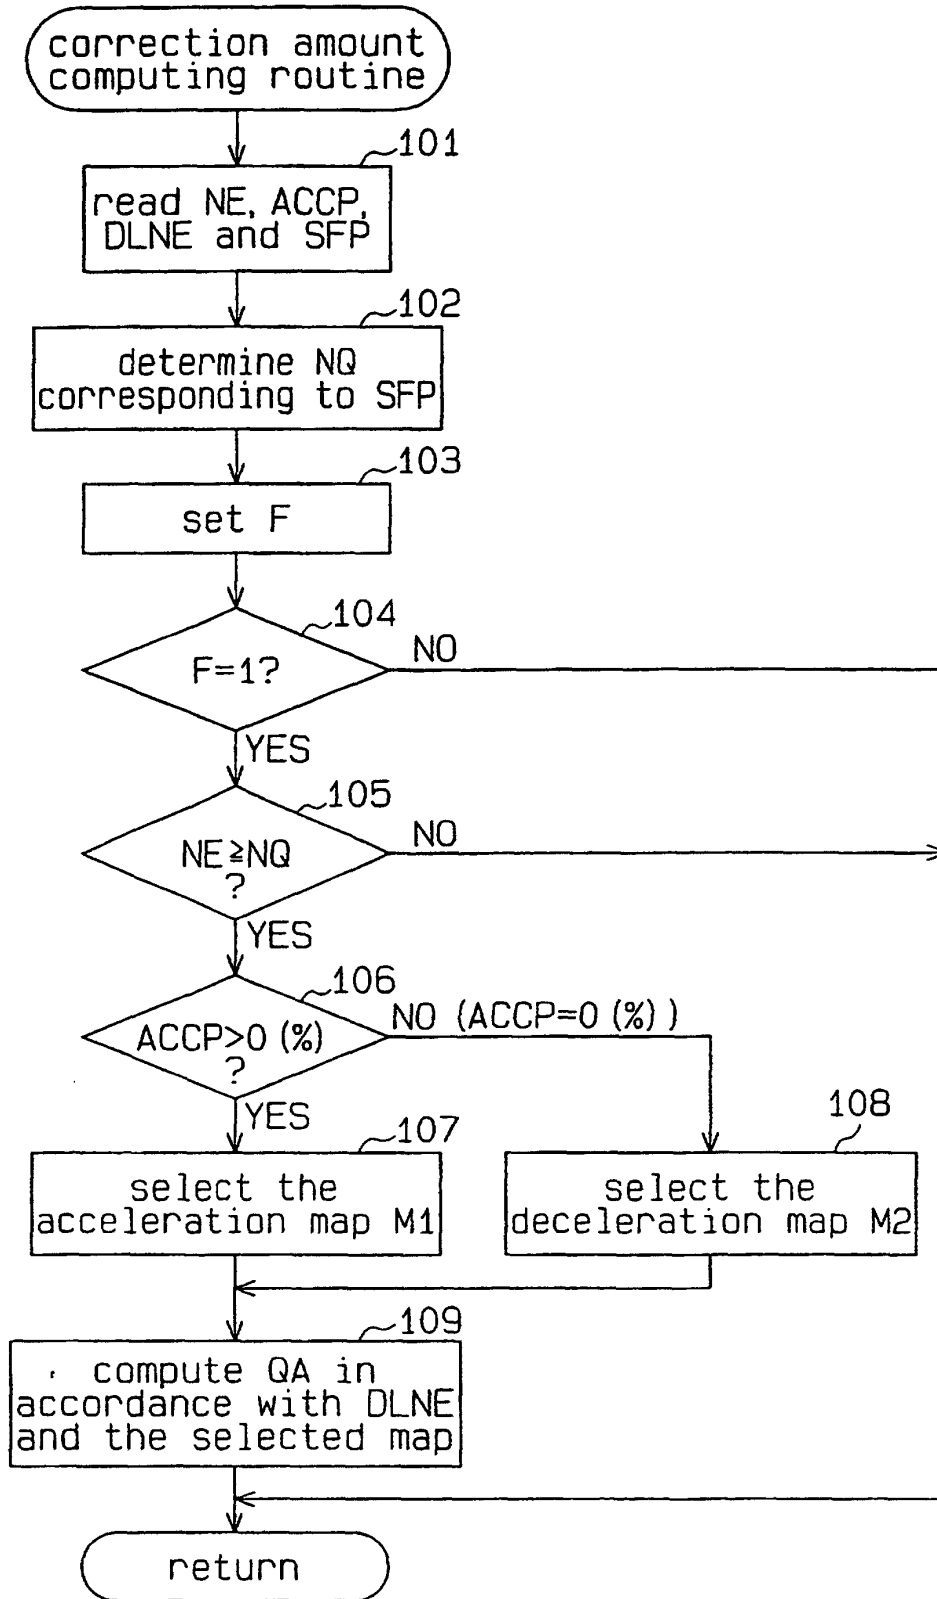 correction amount
computing routine
101
read NE, ACCP,
DLNE and SFP
102
determine NQ
corresponding to SFP
103
set F
104
F=1?
NO
YES
105
NE≧NQ
?
NO
YES
106
ACCP>0 (%)
?
NO (ACCP=0 (%))
YES
107
select the
acceleration map M1
108
select the
deceleration map M2
109
compute QA in
accordance with DLNE
and the selected map
return